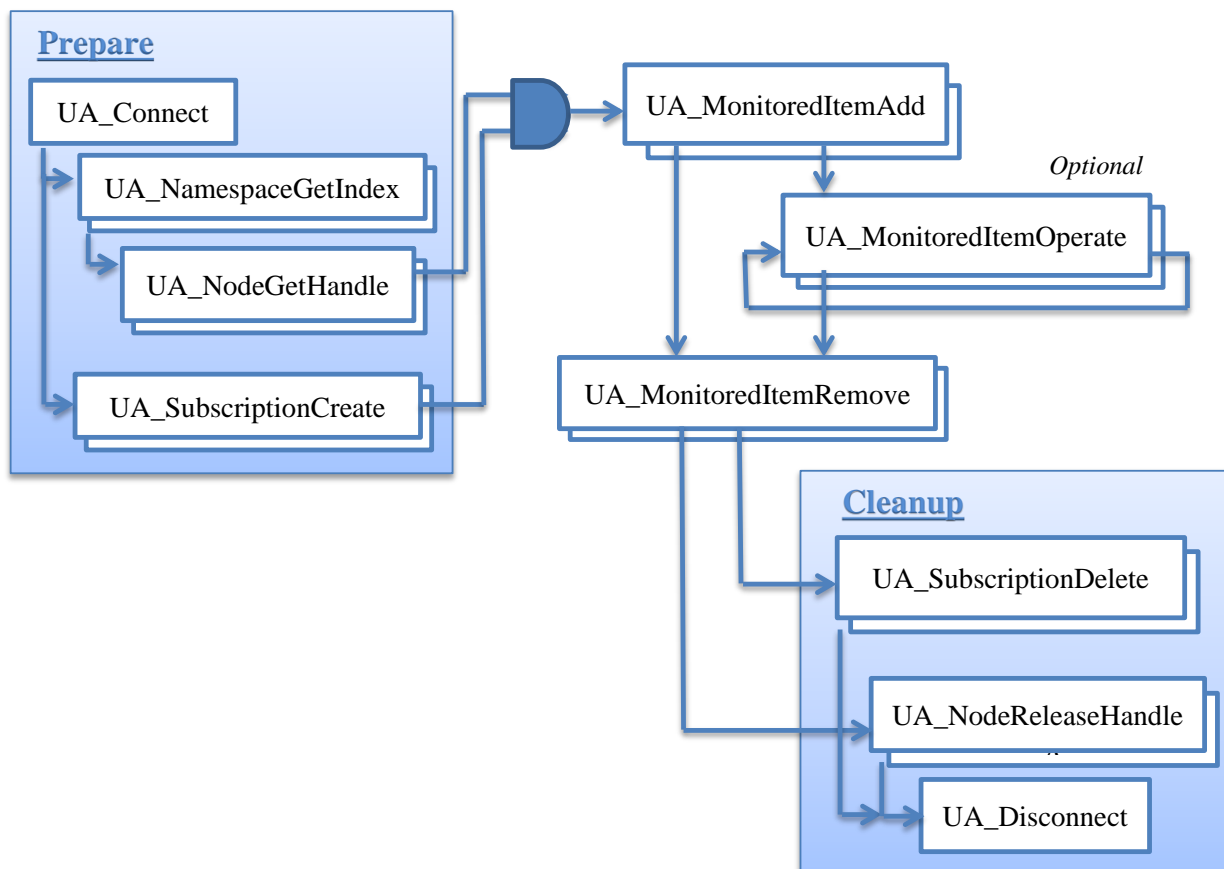 Prepare
UA_Connect
UA_NamespaceGetIndex
UA_NodeGetHandle
UA_SubscriptionCreate
UA_MonitoredItemAdd
Optional
UA_MonitoredItemOperate
UA_MonitoredItemRemove
Cleanup
UA_SubscriptionDelete
UA_NodeReleaseHandle
UA_Disconnect